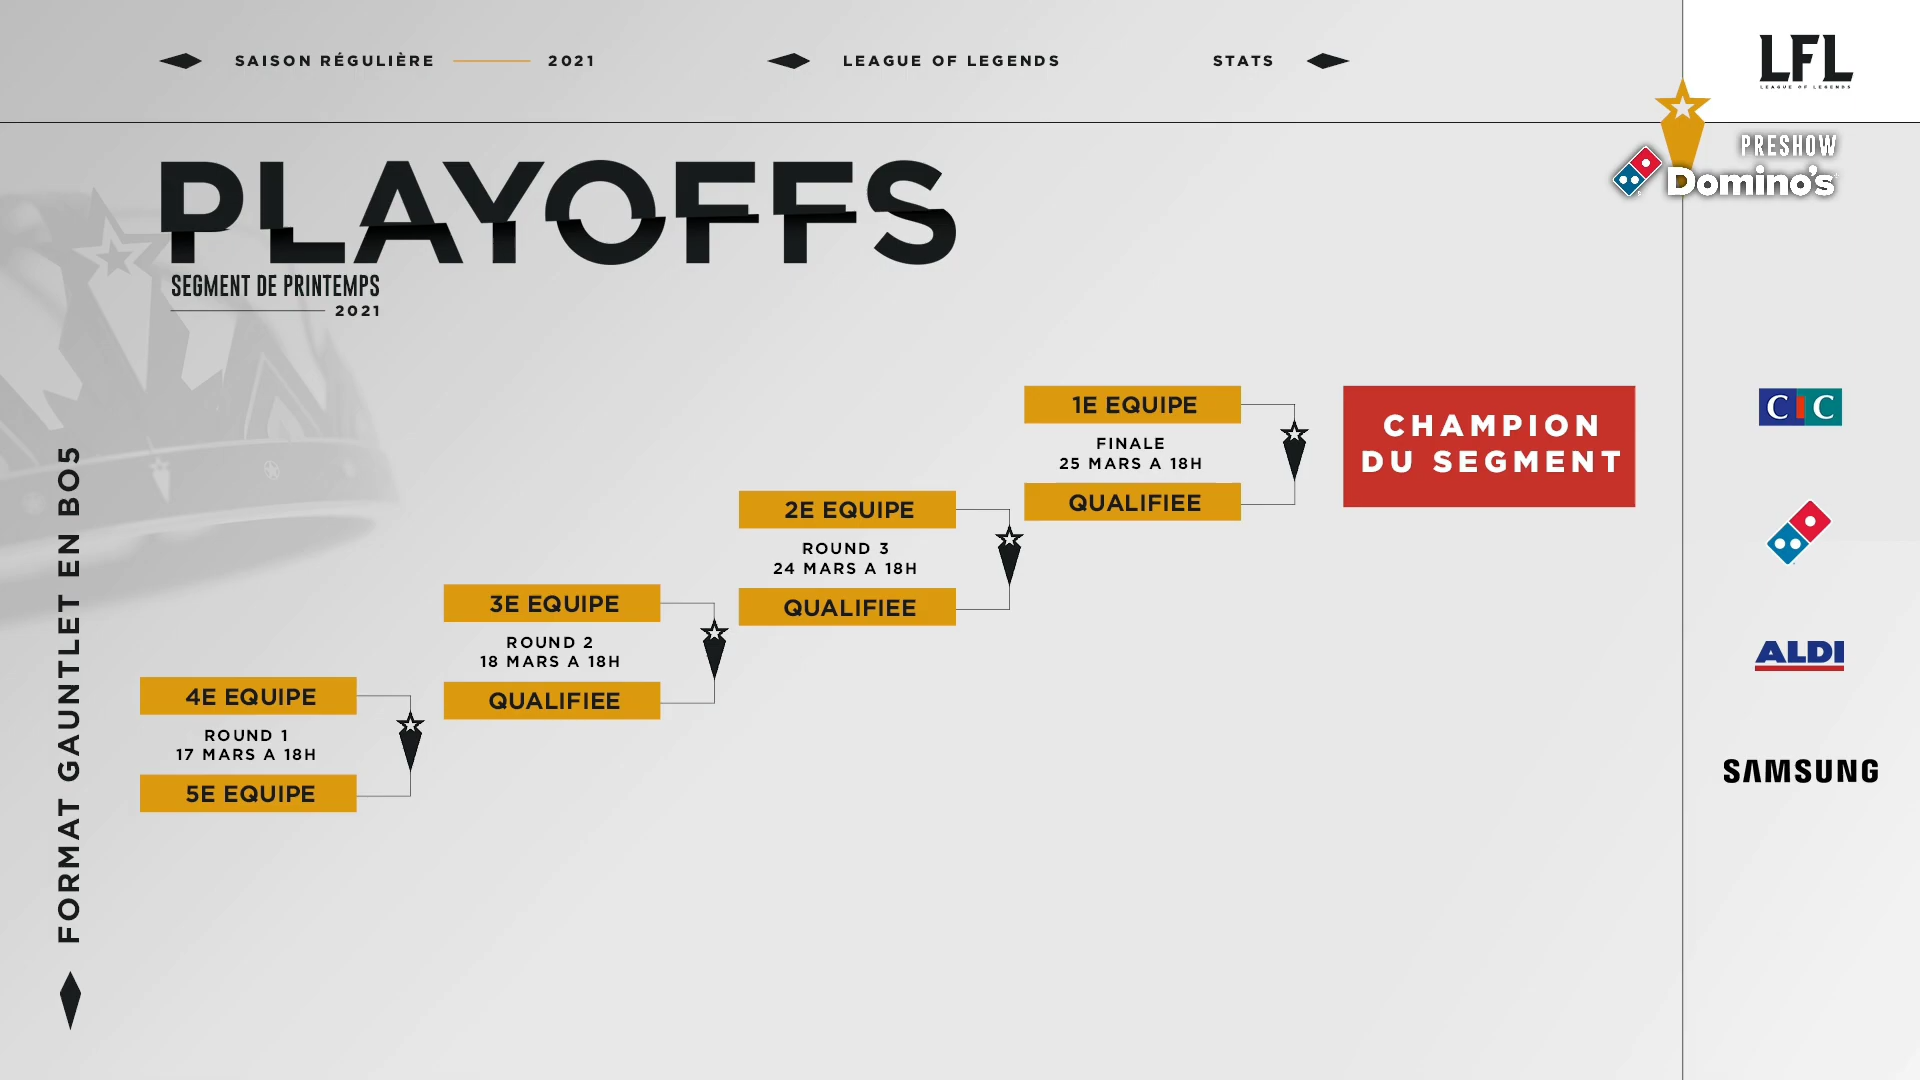 SAISON RÉGULIÈRE 2021
LEAGUE OF LEGENDS
STATS
LFL
LEAGUE OF LEGENDS
PRESHOW
Domino's
PLAYOFFS
SEGMENT DE PRINTEMPS
2021
FORMAT GAUNTLET EN BO5
4E EQUIPE
ROUND 1
17 MARS A 18H
5E EQUIPE
3E EQUIPE
ROUND 2
18 MARS A 18H
QUALIFIEE
2E EQUIPE
ROUND 3
24 MARS A 18H
QUALIFIEE
1E EQUIPE
FINALE
25 MARS A 18H
QUALIFIEE
CHAMPION
DU SEGMENT
CIC
ALDI
SAMSUNG